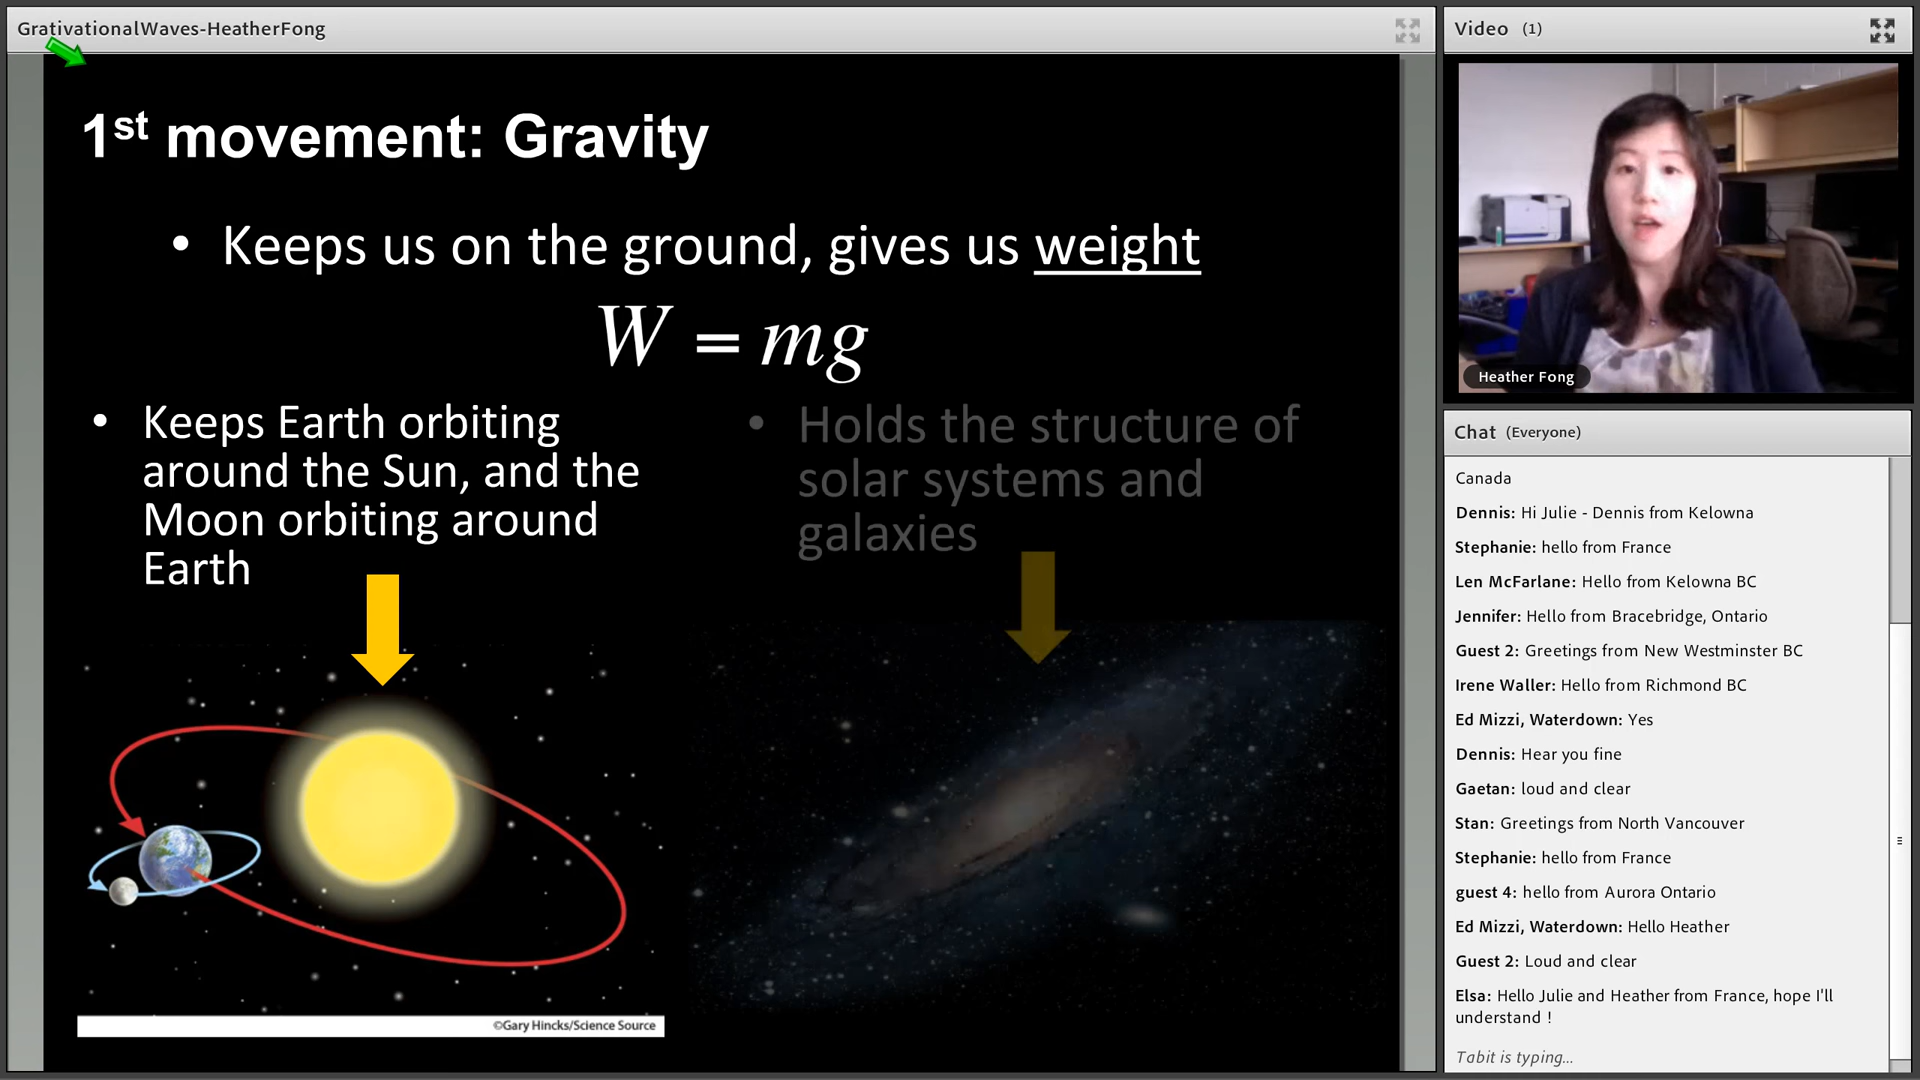 GrativationalWaves-HeatherFong
1st movement: Gravity
• Keeps us on the ground, gives us weight
W = mg
• Keeps Earth orbiting
around the Sun, and the
Moon orbiting around
Earth
• Holds the structure of
solar systems and
galaxies
©Gary Hincks/Science Source
Video (1)
Heather Fong
Chat (Everyone)
Canada
Dennis: Hi Julie - Dennis from Kelowna
Stephanie: hello from France
Len McFarlane: Hello from Kelowna BC
Jennifer: Hello from Bracebridge, Ontario
Guest 2: Greetings from New Westminster BC
Irene Waller: Hello from Richmond BC
Ed Mizzi, Waterdown: Yes
Dennis: Hear you fine
Gaetan: loud and clear
Stan: Greetings from North Vancouver
Stephanie: hello from France
guest 4: hello from Aurora Ontario
Ed Mizzi, Waterdown: Hello Heather
Guest 2: Loud and clear
Elsa: Hello Julie and Heather from France, hope I'll
understand !
Tabit is typing...